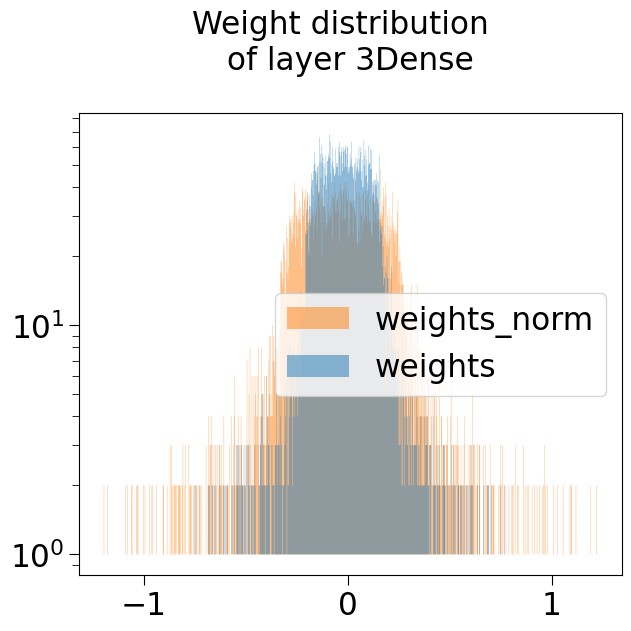 Weight distribution
of layer 3Dense
10¹
weights_norm
weights
10⁰
−1
0
1